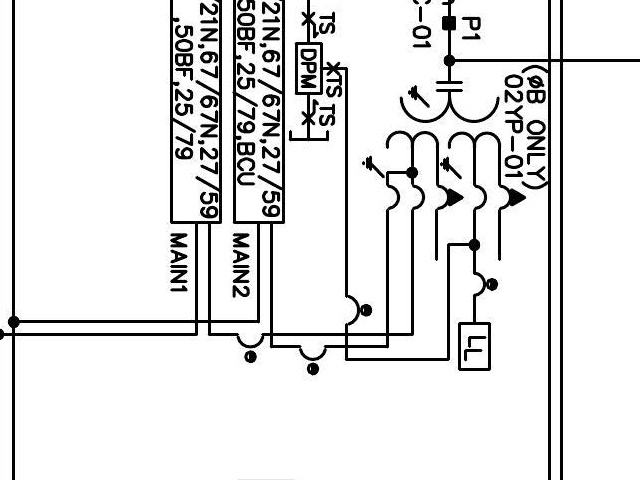 21N,67/67N,27/59
,50BF,25/79
MAIN1
21N,67/67N,27/59
50BF,25/79,BCU
MAIN2
TS
DPM
TS
TS
C-01
P1
(øB ONLY)
02YP-01
LL